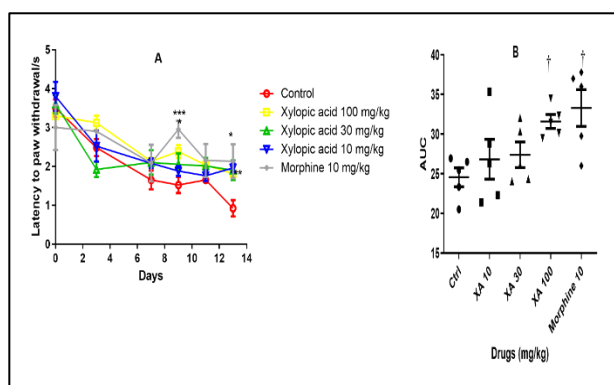 A
Latency to paw withdrawal/s
5
4
3
2
1
0
0 2 4 6 8 10 12 14
Days
***
*
*
**
Control
Xylopic acid 100 mg/kg
Xylopic acid 30 mg/kg
Xylopic acid 10 mg/kg
Morphine 10 mg/kg
B
AUC
40
35
30
25
20
15
† †
Ctrl
XA 10
XA 30
XA 100
Morphine 10
Drugs (mg/kg)